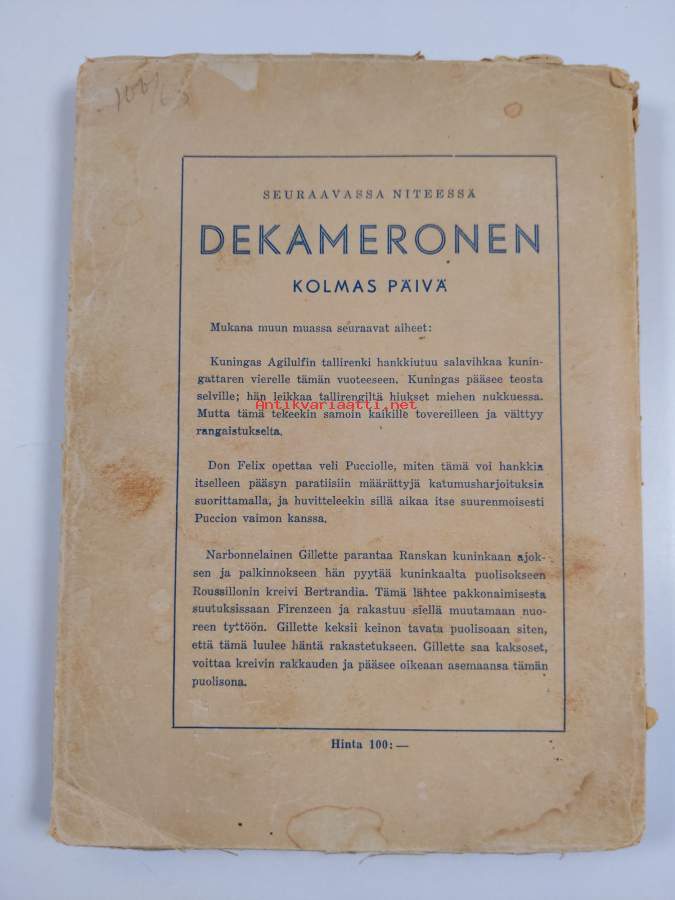 SEURAAVASSA NITEESSÄ
DEKAMERONEN
KOLMAS PÄIVÄ
Mukana muun muassa seuraavat aiheet:
Kuningas Agilulfin tallirenki hankkiutuu salavihkaa kunin-
gattaren vierelle tämän vuoteeseen. Kuningas pääsee teosta
selville; hän leikkaa tallirengiltä hiukset miehen nukkuessa.
Antikvariaatti.net
Mutta tämä tekeekin samoin kaikille tovereilleen ja välttyy
rangaistukselta.
Don Felix opettaa veli Pucciolle, miten tämä voi hankkia
itselleen pääsyn paratiisiin määrättyjä katumusharjoituksia
suorittamalla, ja huvitteleekin sillä aikaa itse suurenmoisesti
Puccion vaimon kanssa.
Narbonnelainen Gillette parantaa Ranskan kuninkaan ajok-
sen ja palkinnokseen hän pyytää kuninkaalta puolisokseen
Roussillonin kreivi Bertrandia. Tämä lähtee pakkonaimisesta
suutuksissaan Firenzeen ja rakastuu siellä muutamaan nuo-
reen tyttöön. Gillette keksii keinon tavata puolisoaan siten,
että tämä luulee häntä rakastetukseen. Gillette saa kaksoset,
voittaa kreivin rakkauden ja pääsee oikeaan asemaansa tämän
puolisona.
Hinta 100:—